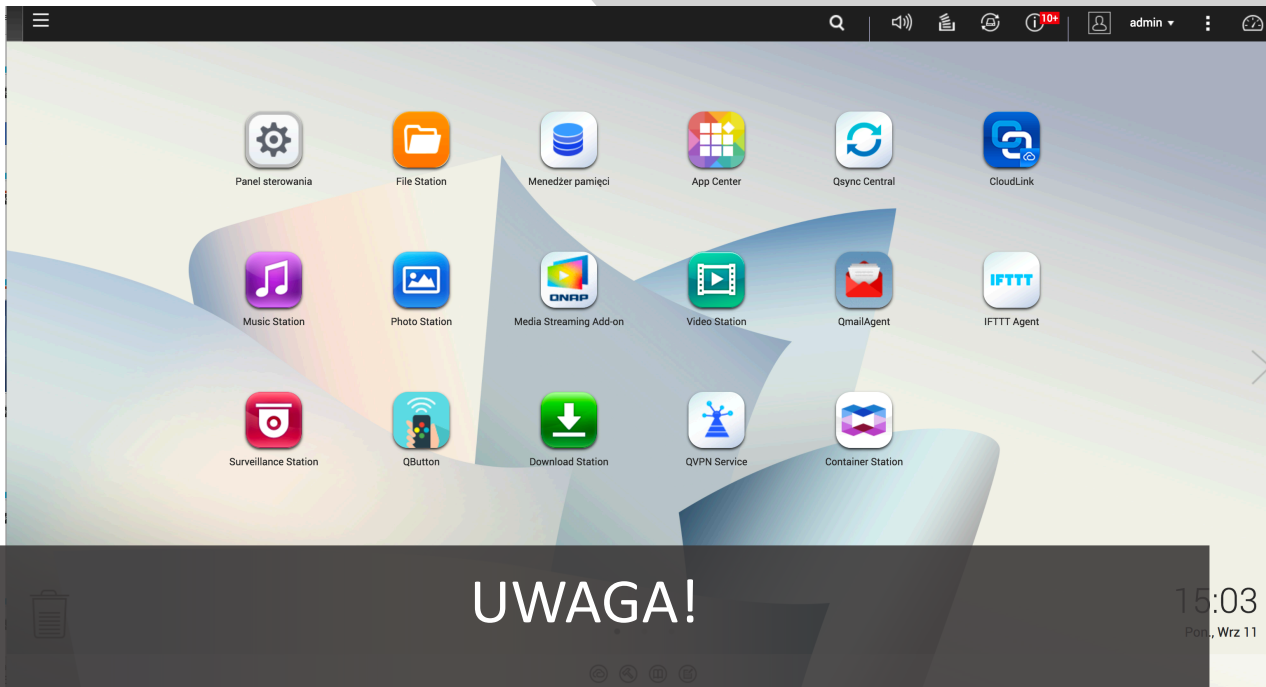 10+
admin
Panel sterowania
File Station
Menedżer pamięci
App Center
Qsync Central
CloudLink
IFTTT
QNAP
Music Station
Photo Station
Media Streaming Add-on
Video Station
QmailAgent
IFTTT Agent
Surveillance Station
QButton
Download Station
QVPN Service
Container Station
UWAGA!
15:03
Pon., Wrz 11